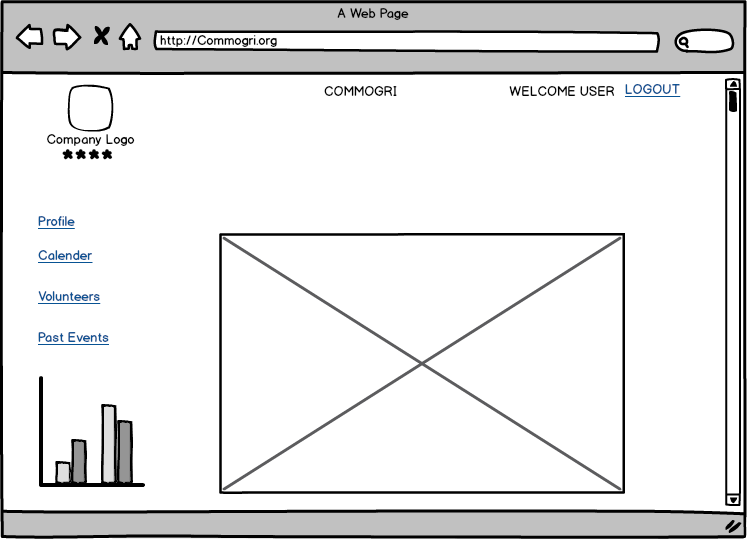 A Web Page
http://Commogri.org
COMMOGRI
WELCOME USER LOGOUT
Company Logo
Profile
Calender
Volunteers
Past Events